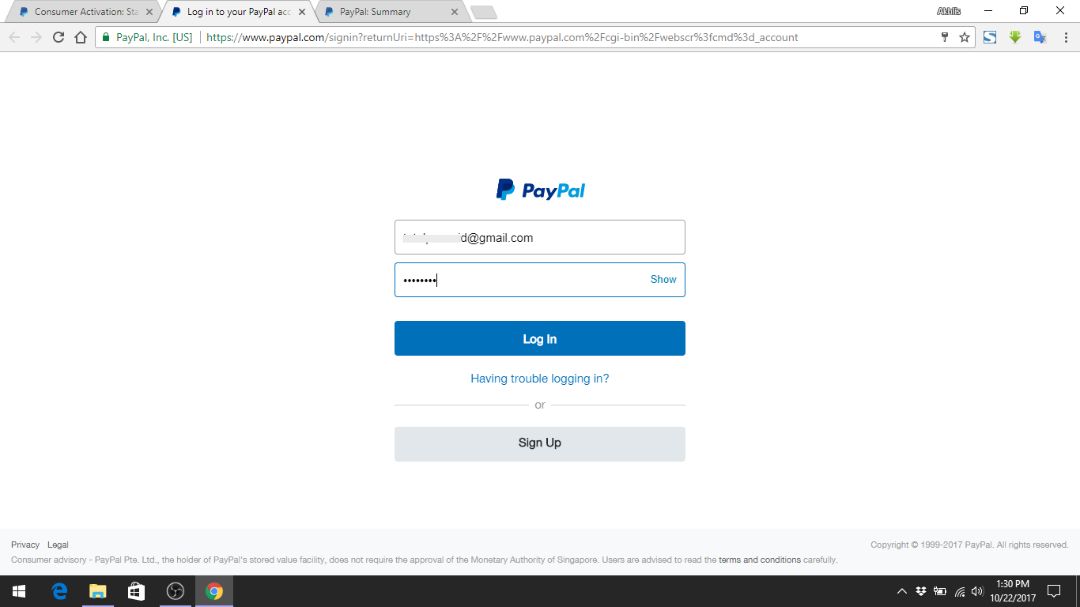 Consumer Activation: Sta
Log in to your PayPal acc
PayPal: Summary
Akhils
PayPal, Inc. [US]
https://www.paypal.com/signin?returnUri=https%3A%2F%2Fwww.paypal.com%2Fcgi-bin%2Fwebscr%3fcmd%3d_account
PayPal
d@gmail.com
Show
Log In
Having trouble logging in?
or
Sign Up
Privacy Legal
Copyright © 1999-2017 PayPal. All rights reserved.
Consumer advisory - PayPal Pte. Ltd., the holder of PayPal's stored value facility, does not require the approval of the Monetary Authority of Singapore. Users are advised to read the terms and conditions carefully.
1:30 PM
10/22/2017